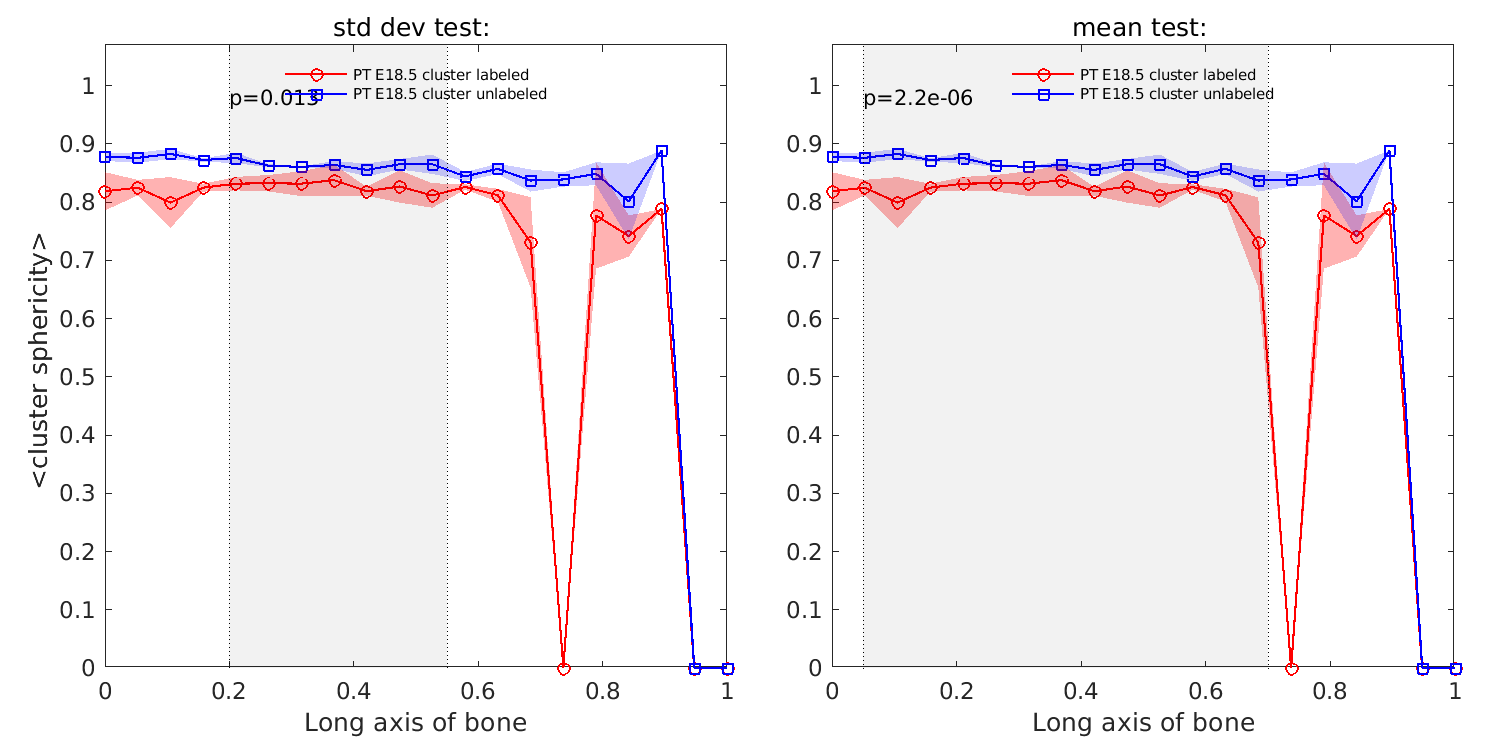 std dev test:
PT E18.5 cluster labeled
PT E18.5 cluster unlabeled
p=0.013
1
0.9
0.8
0.7
0.6
0.5
0.4
0.3
0.2
0.1
0
<cluster sphericity>
0 0.2 0.4 0.6 0.8 1
Long axis of bone
mean test:
PT E18.5 cluster labeled
PT E18.5 cluster unlabeled
p=2.2e-06
1
0.9
0.8
0.7
0.6
0.5
0.4
0.3
0.2
0.1
0
0 0.2 0.4 0.6 0.8 1
Long axis of bone